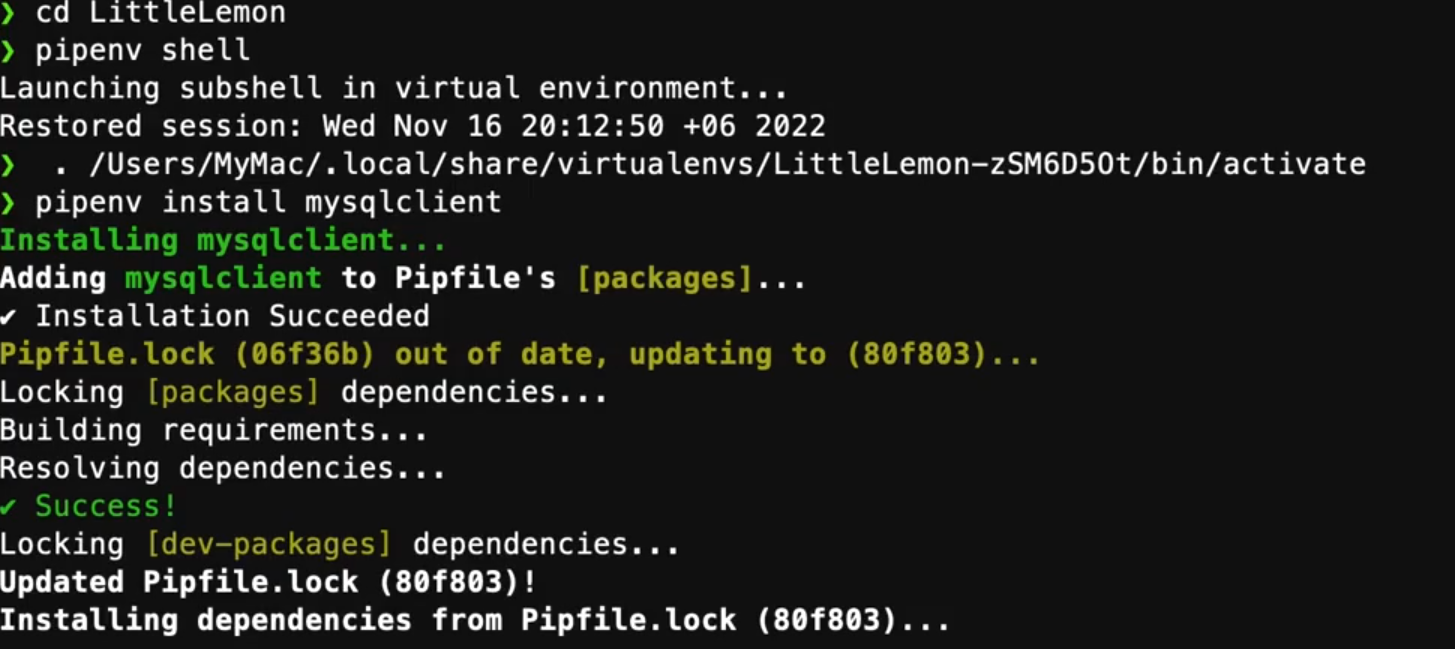 ❯ cd LittleLemon
❯ pipenv shell
Launching subshell in virtual environment...
Restored session: Wed Nov 16 20:12:50 +06 2022
❯  . /Users/MyMac/.local/share/virtualenvs/LittleLemon-zSM6D5Ot/bin/activate
❯ pipenv install mysqlclient
Installing mysqlclient...
Adding mysqlclient to Pipfile's [packages]...
✔ Installation Succeeded
Pipfile.lock (06f36b) out of date, updating to (80f803)...
Locking [packages] dependencies...
Building requirements...
Resolving dependencies...
✔ Success!
Locking [dev-packages] dependencies...
Updated Pipfile.lock (80f803)!
Installing dependencies from Pipfile.lock (80f803)...